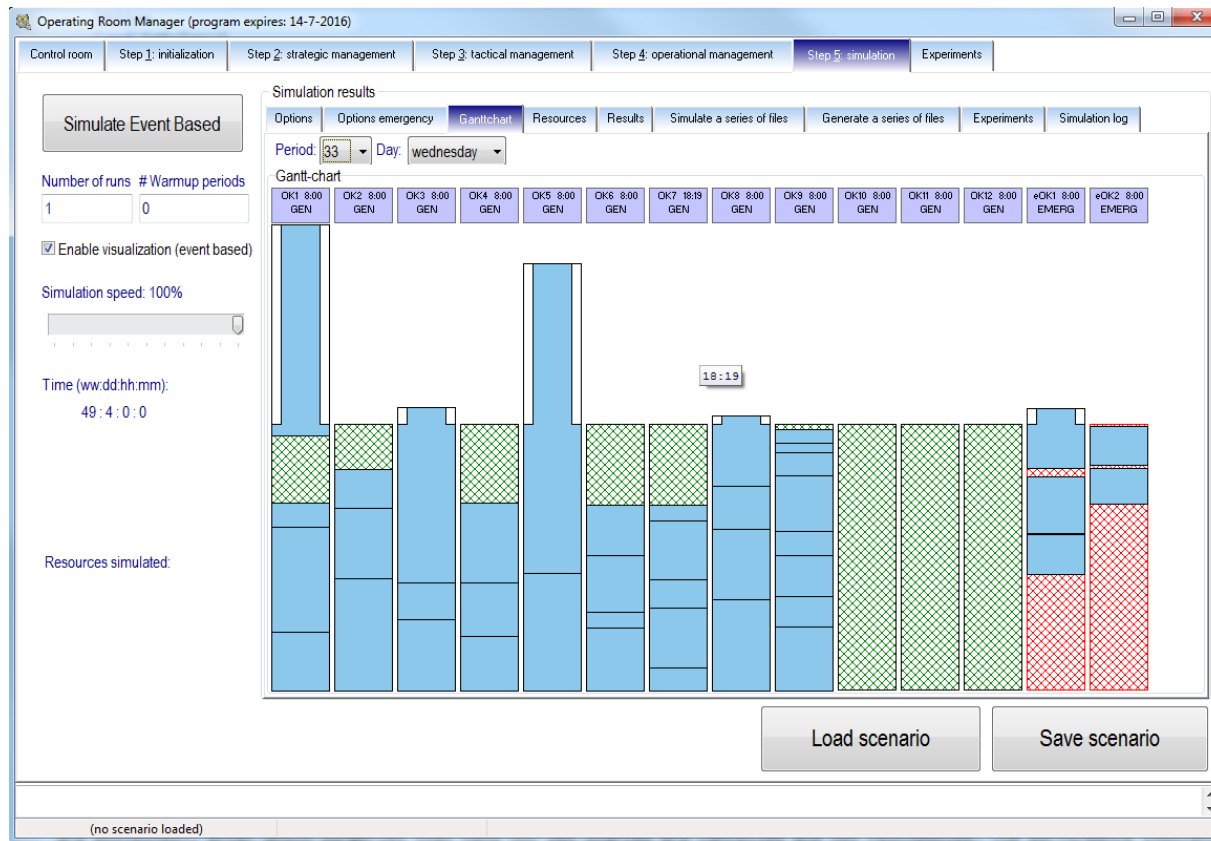 Operating Room Manager (program expires: 14-7-2016)
Control room Step 1: initialization Step 2: strategic management Step 3: tactical management Step 4: operational management Step 5: simulation Experiments
Simulate Event Based
Number of runs # Warmup periods
1 0
Enable visualization (event based)
Simulation speed: 100%
Time (ww:dd:hh:mm):
49 : 4 : 0 : 0
Resources simulated:
Simulation results
Options Options emergency Ganttchart Resources Results Simulate a series of files Generate a series of files Experiments Simulation log
Period: 33 Day: wednesday
Gantt-chart
OK1 8:00 OK2 8:00 OK3 8:00 OK4 8:00 OK5 8:00 OK6 8:00 OK7 18:19 OK8 8:00 OK9 8:00 OK10 8:00 OK11 8:00 OK12 8:00 eOK1 8:00 eOK2 8:00
GEN GEN GEN GEN GEN GEN GEN GEN GEN GEN GEN GEN EMERG EMERG
18:19
Load scenario Save scenario
(no scenario loaded)